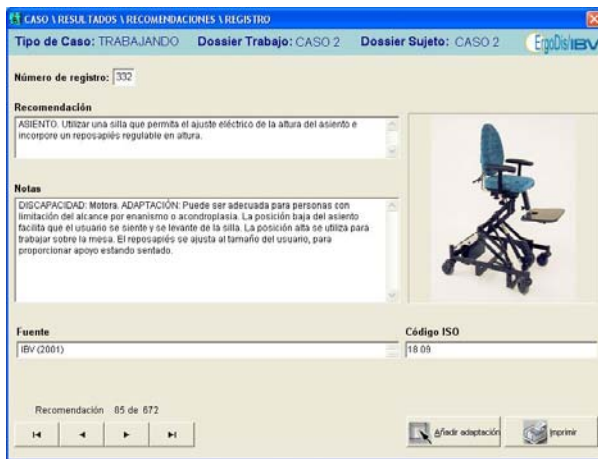 CASO \ RESULTADOS \ RECOMENDACIONES \ REGISTRO
Tipo de Caso: TRABAJANDO Dossier Trabajo: CASO 2 Dossier Sujeto: CASO 2 ErgoDis/IBV
Número de registro: 332
Recomendación
ASIENTO. Utilizar una silla que permita el ajuste eléctrico de la altura del asiento e
incorpore un reposapiés regulable en altura.
Notas
DISCAPACIDAD: Motora. ADAPTACIÓN: Puede ser adecuada para personas con
limitación del alcance por enanismo o acondroplasia. La posición baja del asiento
facilita que el usuario se siente y se levante de la silla. La posición alta se utiliza para
trabajar sobre la mesa. El reposapiés se ajusta al tamaño del usuario, para
proporcionar apoyo estando sentado.
Fuente Código ISO
IBV (2001) 18 09
Recomendación 85 de 672
Añadir adaptación Imprimir